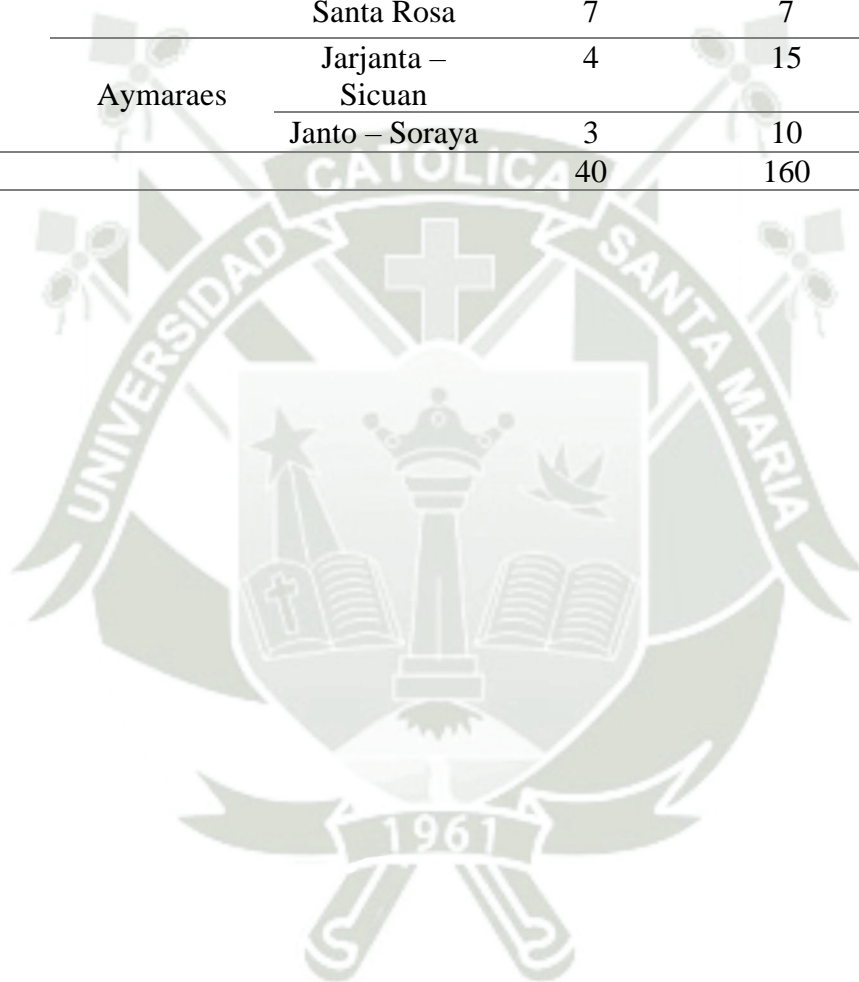 Santa Rosa 7 7
Jarjanta – 4 15
Aymaraes Sicuan
Janto – Soraya 3 10
40 160
UNIVERSIDAD CATÓLICA SANTA MARIA
1961